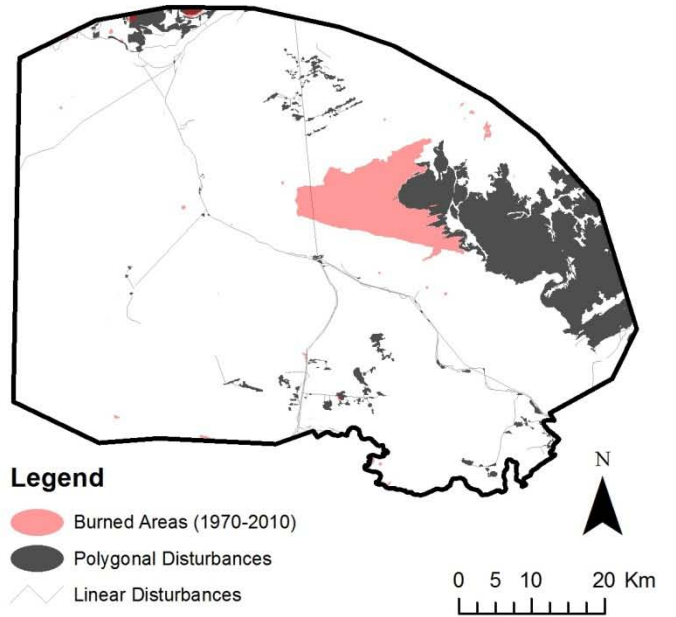 Legend
Burned Areas (1970-2010)
Polygonal Disturbances
Linear Disturbances
N
0 5 10 20 Km